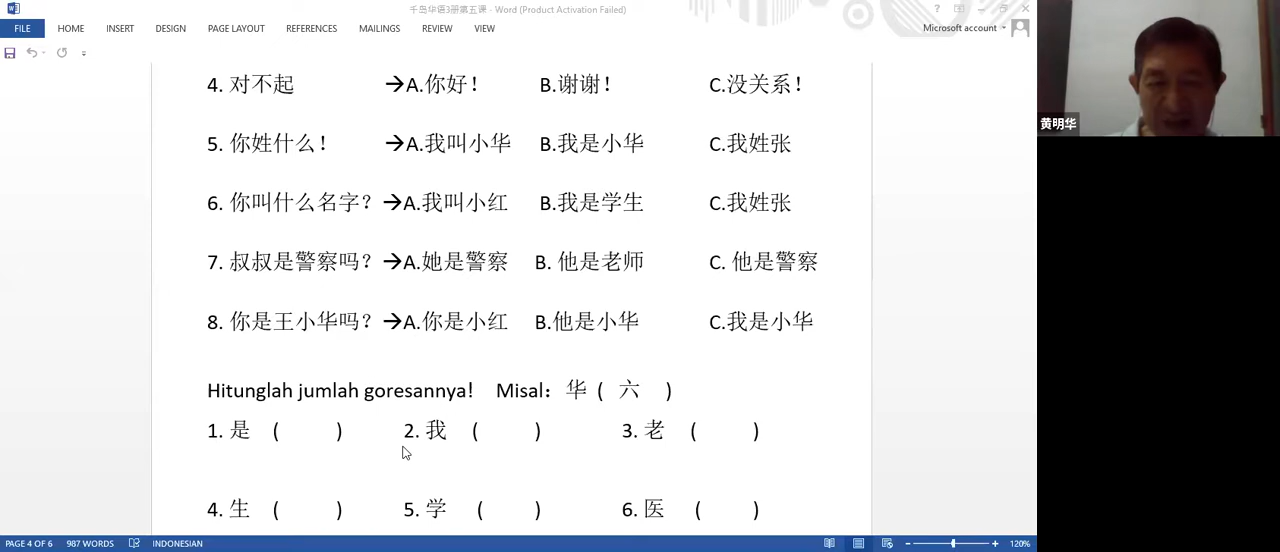 千岛华语3册第五课 - Word (Product Activation Failed)
FILE HOME INSERT DESIGN PAGE LAYOUT REFERENCES MAILINGS REVIEW VIEW Microsoft account
4. 对不起 →A.你好！ B.谢谢！ C.没关系！
5. 你姓什么！ →A.我叫小华 B.我是小华 C.我姓张
6. 你叫什么名字？→A.我叫小红 B.我是学生 C.我姓张
7. 叔叔是警察吗？→A.她是警察 B. 他是老师 C. 他是警察
8. 你是王小华吗？→A.你是小红 B.他是小华 C.我是小华
Hitunglah jumlah goresannya! Misal：华 ( 六 )
1. 是 ( ) 2. 我 ( ) 3. 老 ( )
4. 生 ( ) 5. 学 ( ) 6. 医 ( )
PAGE 4 OF 6 987 WORDS INDONESIAN 120%
黄明华